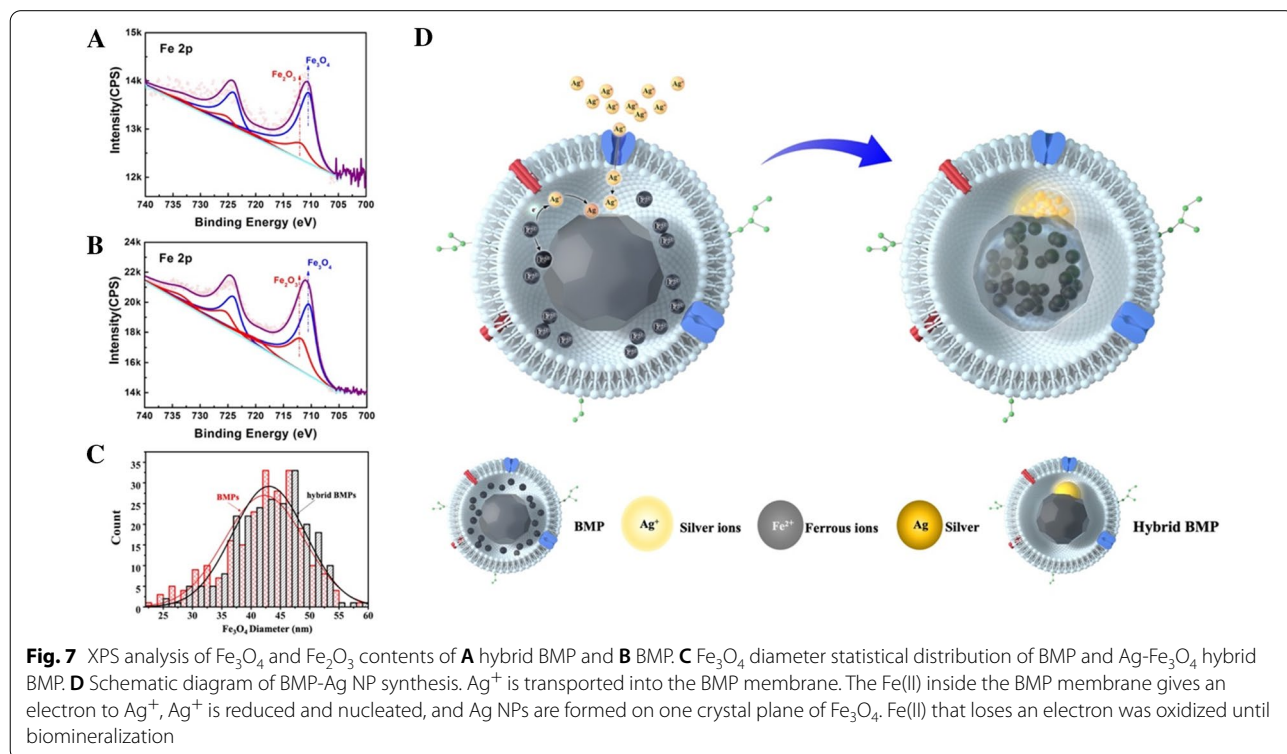 A
Fe 2p
Fe₂O₃
Fe₃O₄
15k
14k
13k
12k
Intensity(CPS)
740 735 730 725 720 715 710 705 700
Binding Energy (eV)
B
Fe 2p
Fe₂O₃
Fe₃O₄
24k
22k
20k
18k
16k
14k
Intensity(CPS)
740 735 730 725 720 715 710 705 700
Binding Energy (eV)
C
BMPs
hybrid BMPs
35
30
25
20
15
10
5
0
Count
25 30 35 40 45 50 55 60
Fe₃O₄ Diameter (nm)
D
Ag⁺
Ag⁺
Ag⁺
Ag⁺
Ag⁺
Ag
BMP
Ag⁺
Silver ions
Fe²⁺
Ferrous ions
Ag
Silver
Hybrid BMP
Fig. 7 XPS analysis of Fe₃O₄ and Fe₂O₃ contents of A hybrid BMP and B BMP. C Fe₃O₄ diameter statistical distribution of BMP and Ag-Fe₃O₄ hybrid
BMP. D Schematic diagram of BMP-Ag NP synthesis. Ag⁺ is transported into the BMP membrane. The Fe(II) inside the BMP membrane gives an
electron to Ag⁺, Ag⁺ is reduced and nucleated, and Ag NPs are formed on one crystal plane of Fe₃O₄. Fe(II) that loses an electron was oxidized until
biomineralization